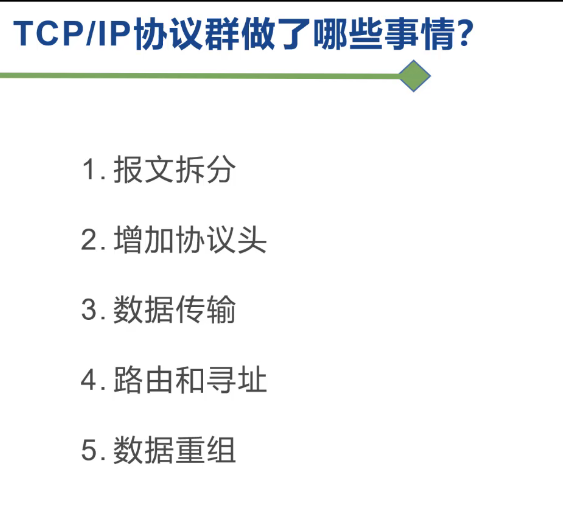 TCP/IP协议群做了哪些事情？
1. 报文拆分
2. 增加协议头
3. 数据传输
4. 路由和寻址
5. 数据重组